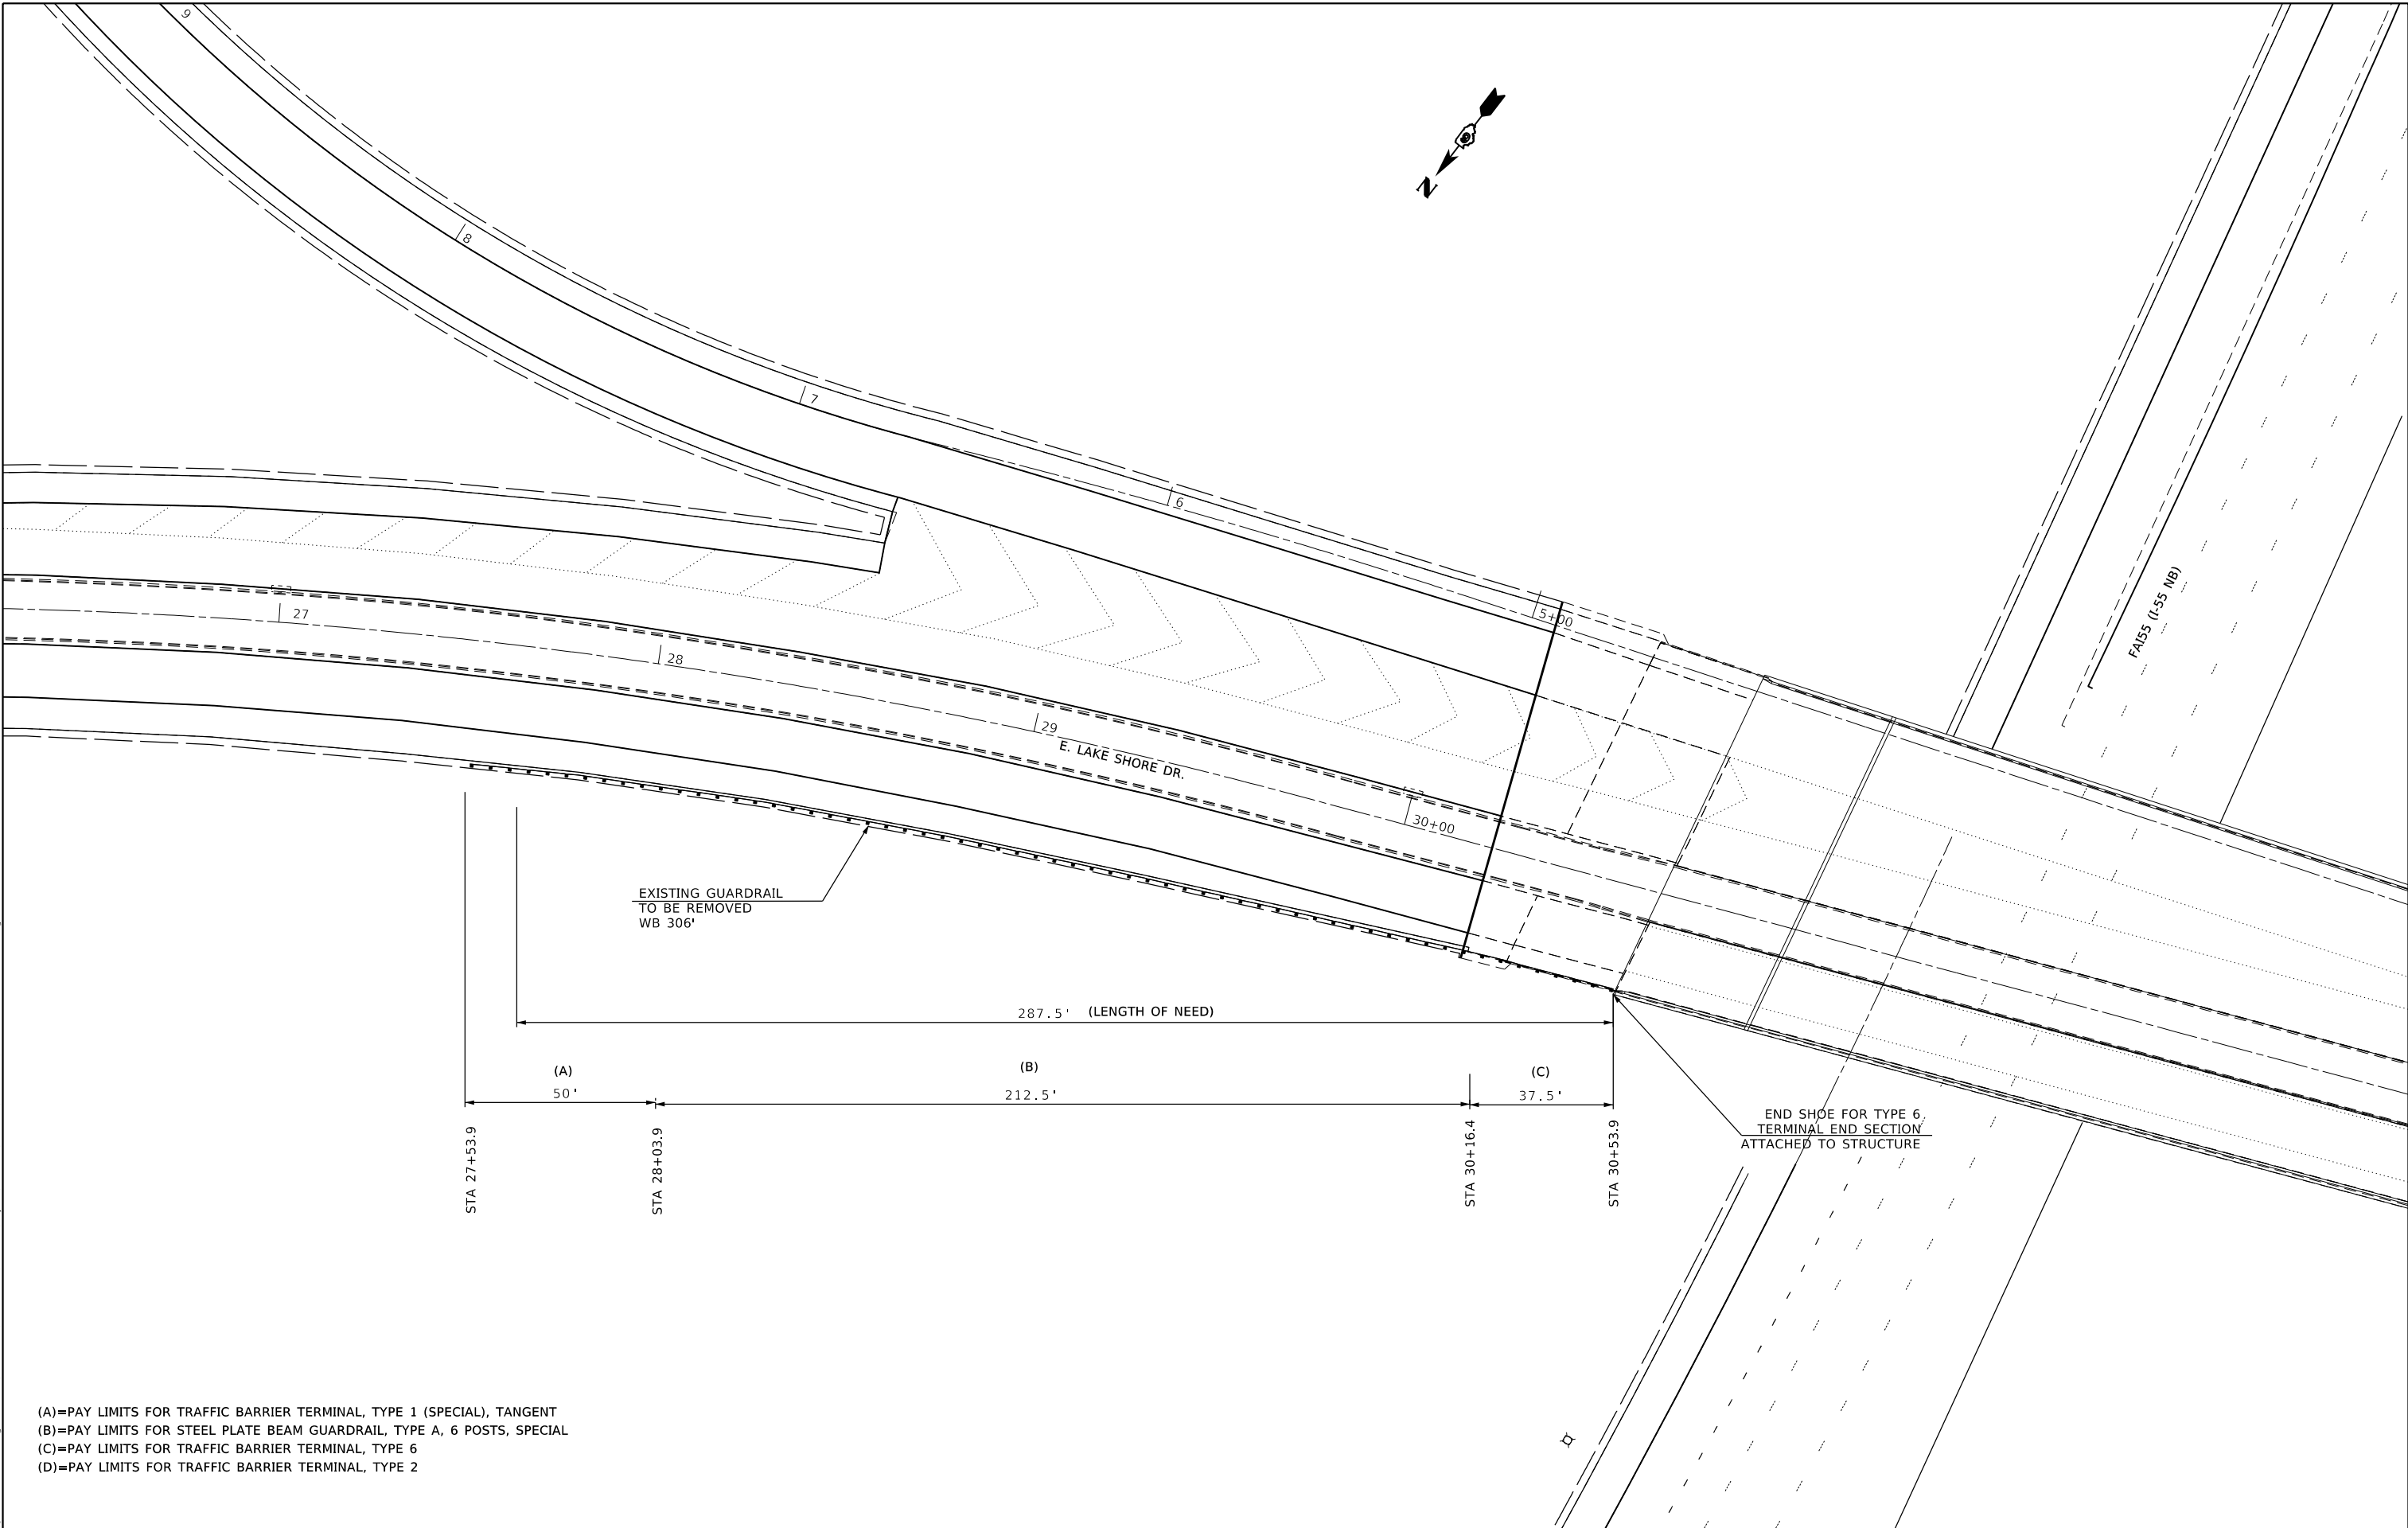 9
8
N
7
6
5+00
FAI55 (I-55 NB)
27
28
29
E. LAKE SHORE DR.
30+00
EXISTING GUARDRAIL
TO BE REMOVED
WB 306'
287.5' (LENGTH OF NEED)
(A)
(B)
(C)
50'
212.5'
37.5'
END SHOE FOR TYPE 6
TERMINAL END SECTION
ATTACHED TO STRUCTURE
STA 27+53.9
STA 28+03.9
STA 30+16.4
STA 30+53.9
(A)=PAY LIMITS FOR TRAFFIC BARRIER TERMINAL, TYPE 1 (SPECIAL), TANGENT
(B)=PAY LIMITS FOR STEEL PLATE BEAM GUARDRAIL, TYPE A, 6 POSTS, SPECIAL
(C)=PAY LIMITS FOR TRAFFIC BARRIER TERMINAL, TYPE 6
(D)=PAY LIMITS FOR TRAFFIC BARRIER TERMINAL, TYPE 2